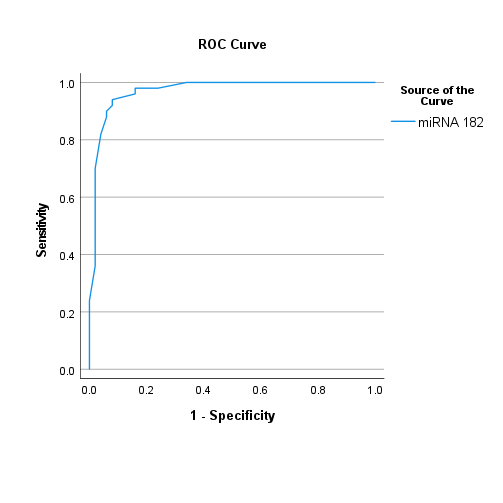 ROC Curve
Source of the
Curve
miRNA 182
Sensitivity
1.0
0.8
0.6
0.4
0.2
0.0
0.0 0.2 0.4 0.6 0.8 1.0
1 - Specificity